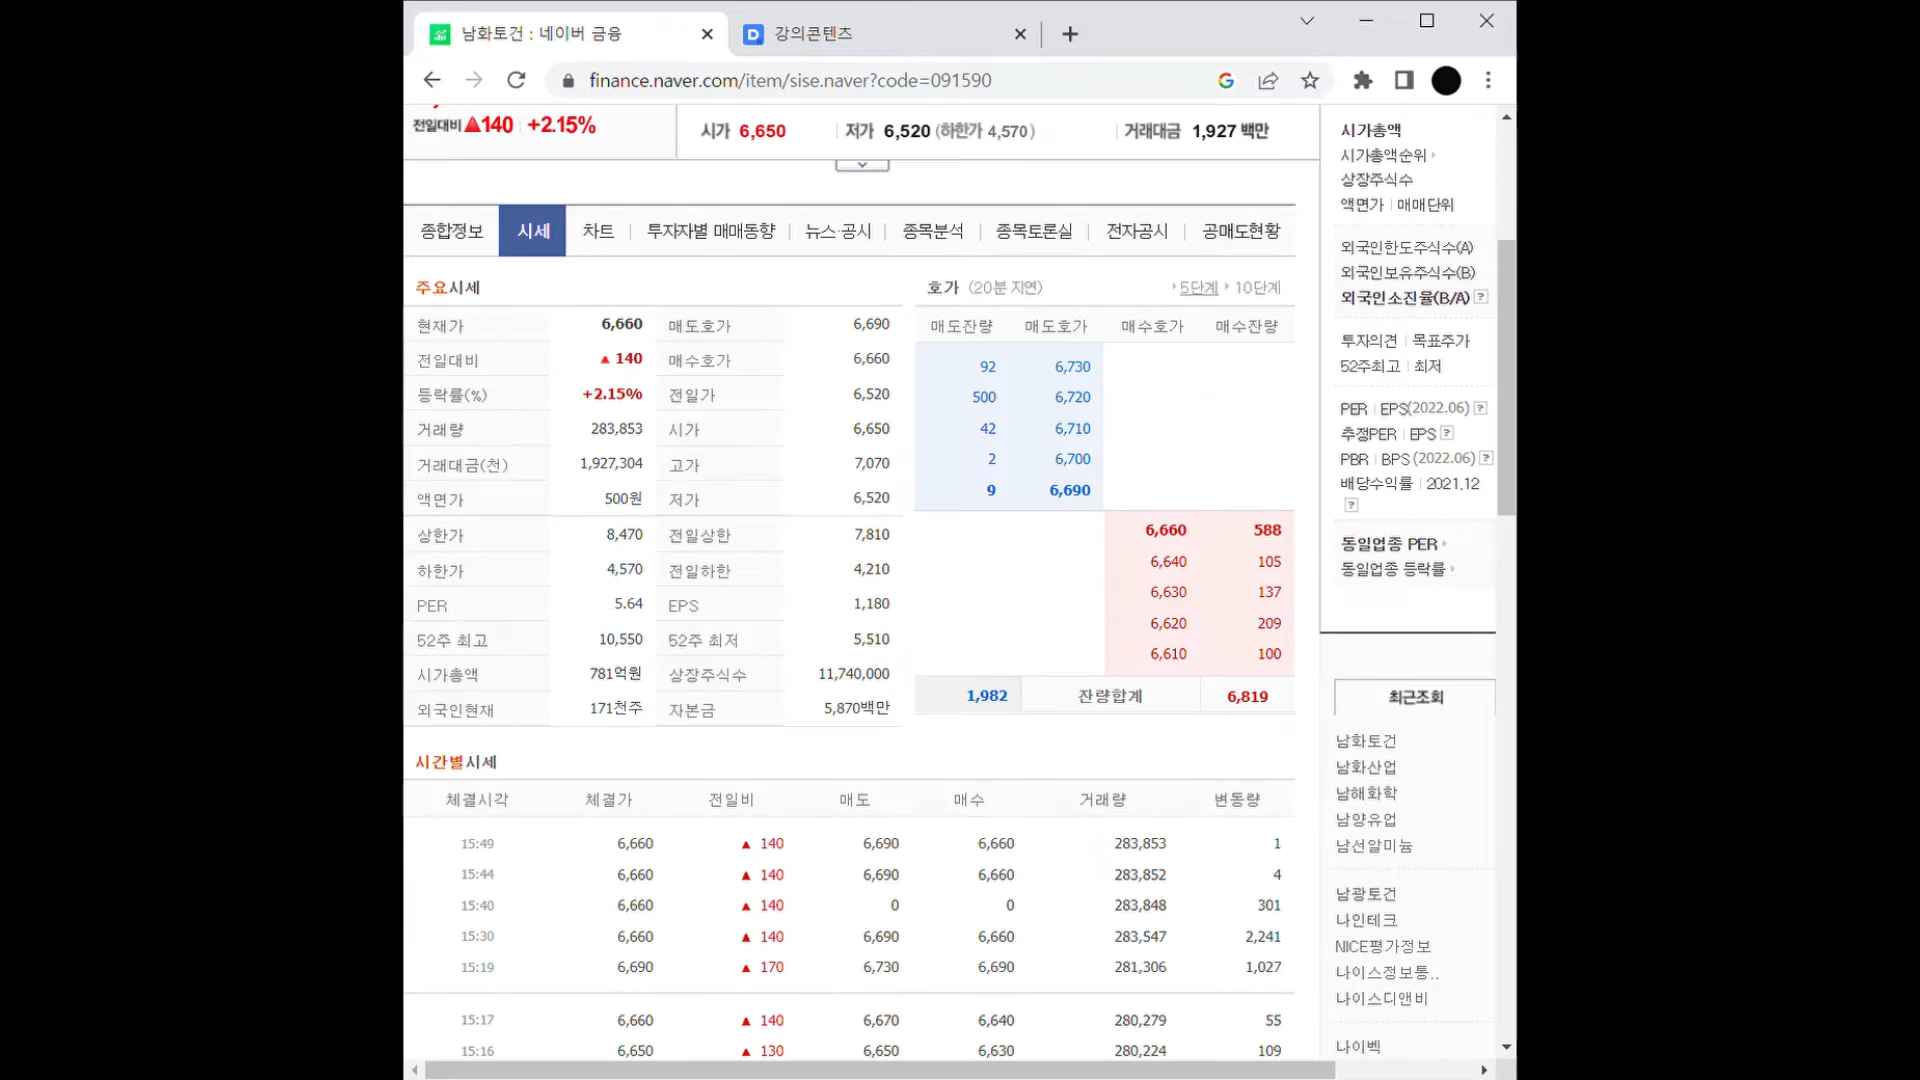 남화토건 : 네이버 금융
강의콘텐츠
finance.naver.com/item/sise.naver?code=091590
전일대비 ▲140 +2.15%
시가 6,650 저가 6,520 (하한가 4,570) 거래대금 1,927 백만
종합정보 시세 차트 투자자별 매매동향 뉴스·공시 종목분석 종목토론실 전자공시 공매도현황
주요시세
현재가 6,660 매도호가 6,690
전일대비 ▲ 140 매수호가 6,660
등락률(%) +2.15% 전일가 6,520
거래량 283,853 시가 6,650
거래대금(천) 1,927,304 고가 7,070
액면가 500원 저가 6,520
상한가 8,470 전일상한 7,810
하한가 4,570 전일하한 4,210
PER 5.64 EPS 1,180
52주 최고 10,550 52주 최저 5,510
시가총액 781억원 상장주식수 11,740,000
외국인현재 171천주 자본금 5,870백만
호가 (20분 지연) 5단계 10단계
매도잔량 매도호가 매수호가 매수잔량
92 6,730
500 6,720
42 6,710
2 6,700
9 6,690
6,660 588
6,640 105
6,630 137
6,620 209
6,610 100
1,982 잔량합계 6,819
시간별시세
체결시각 체결가 전일비 매도 매수 거래량 변동량
15:49 6,660 ▲ 140 6,690 6,660 283,853 1
15:44 6,660 ▲ 140 6,690 6,660 283,852 4
15:40 6,660 ▲ 140 0 0 283,848 301
15:30 6,660 ▲ 140 6,690 6,660 283,547 2,241
15:19 6,690 ▲ 170 6,730 6,690 281,306 1,027
15:17 6,660 ▲ 140 6,670 6,640 280,279 55
15:16 6,650 ▲ 130 6,650 6,630 280,224 109
시가총액
시가총액순위
상장주식수
액면가 | 매매단위
외국인한도주식수(A)
외국인보유주식수(B)
외국인소진율(B/A) ?
투자의견 | 목표주가
52주최고 | 최저
PER | EPS(2022.06) ?
추정PER | EPS ?
PBR | BPS (2022.06) ?
배당수익률 | 2021.12
?
동일업종 PER
동일업종 등락률
최근조회
남화토건
남화산업
남해화학
남양유업
남선알미늄
남광토건
나인테크
NICE평가정보
나이스정보통..
나이스디앤비
나이벡